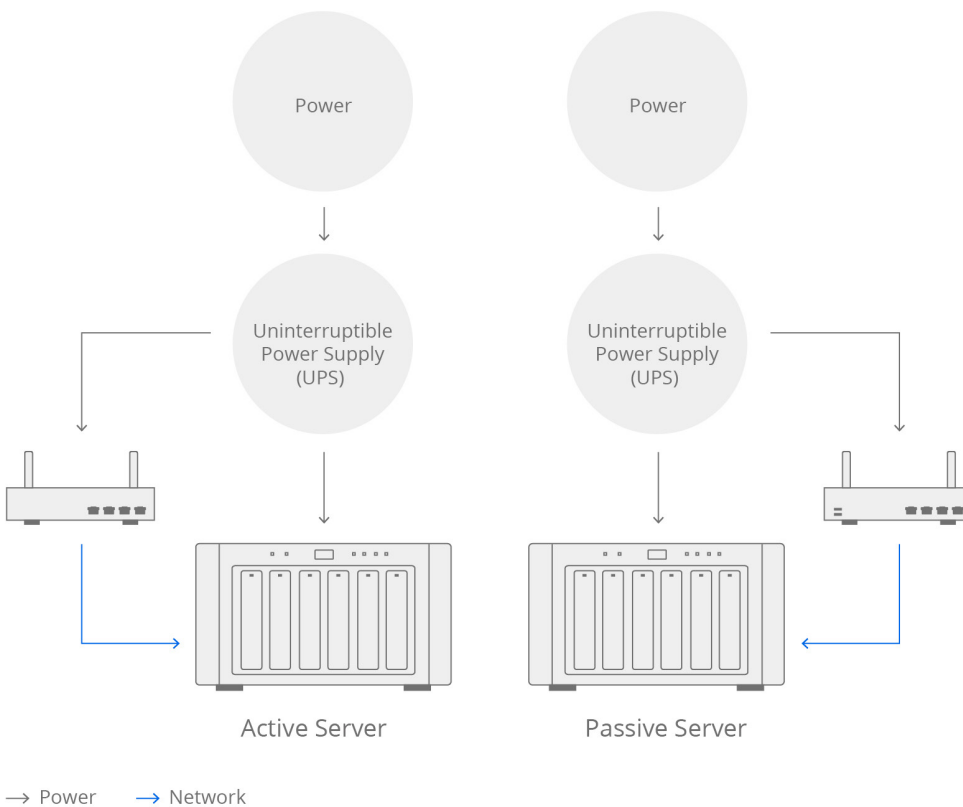 Power
Power
Uninterruptible
Power Supply
(UPS)
Uninterruptible
Power Supply
(UPS)
Active Server
Passive Server
Power
Network